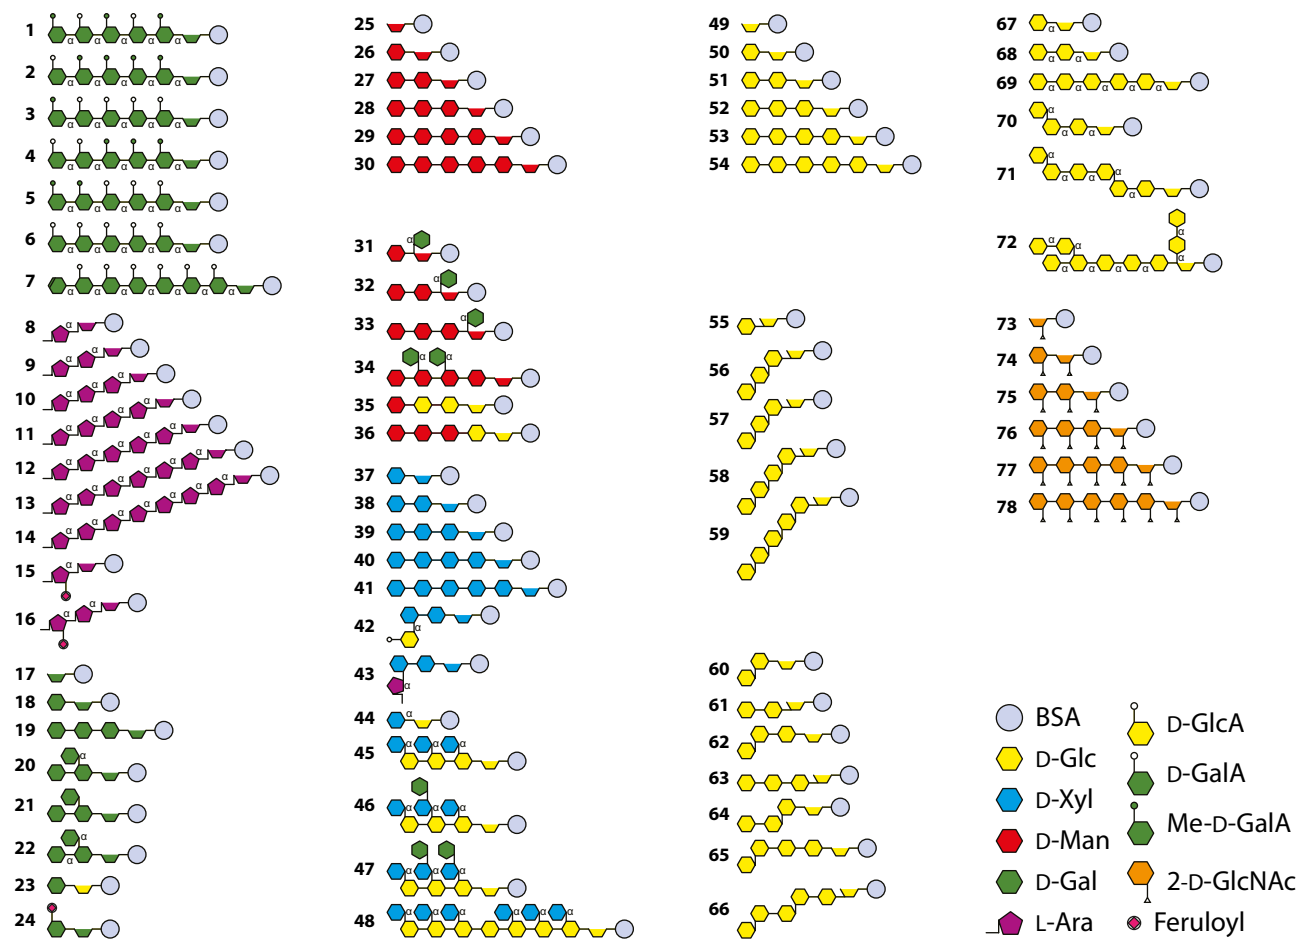 1 α α α α α
2 α α α α α
3 α α α α α
4 α α α α α
5 α α α α α
6 α α α α α
7 α α α α α α α
8 α
9 α α
10 α α α
11 α α α α
12 α α α α α
13 α α α α α α
14 α α α α α α α
15 α
16 α α
17
18
19
20 α
21
22 α α
23
24
25
26
27
28
29
30
31 α
32 α
33 α
34 α α
35
36
37
38
39
40
41
42 α
43 α
44 α
45 α α α
46 α α α
47 α α α
48 α α α α α α
49
50
51
52
53
54
55
56
57
58
59
60
61
62
63
64
65
66
67 α
68 α α
69 α α α α α
70 α α α
71 α α α α α α
72 α α α α α α α α α
73
74
75
76
77
78
BSA
D-Glc
D-Xyl
D-Man
D-Gal
L-Ara
D-GlcA
D-GalA
Me-D-GalA
2-D-GlcNAc
Feruloyl